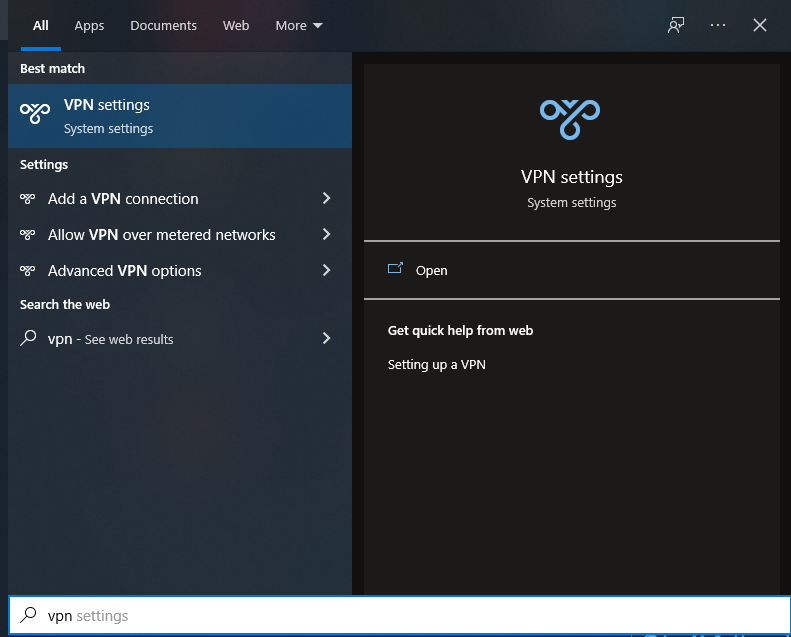 All Apps Documents Web More
Best match
VPN settings
System settings
Settings
Add a VPN connection
Allow VPN over metered networks
Advanced VPN options
Search the web
vpn - See web results
VPN settings
System settings
Open
Get quick help from web
Setting up a VPN
vpn settings